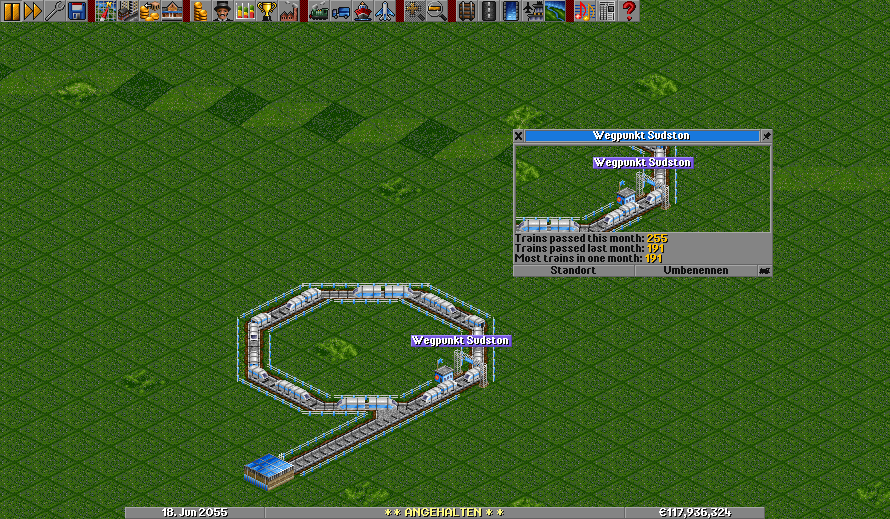 Wegpunkt Sudston
Wegpunkt Sudston
Trains passed this month: 255
Trains passed last month: 191
Most trains in one month: 191
Standort
Umbenennen
Wegpunkt Sudston
18. Jun 2055
** ANGEHALTEN **
€117,936,324